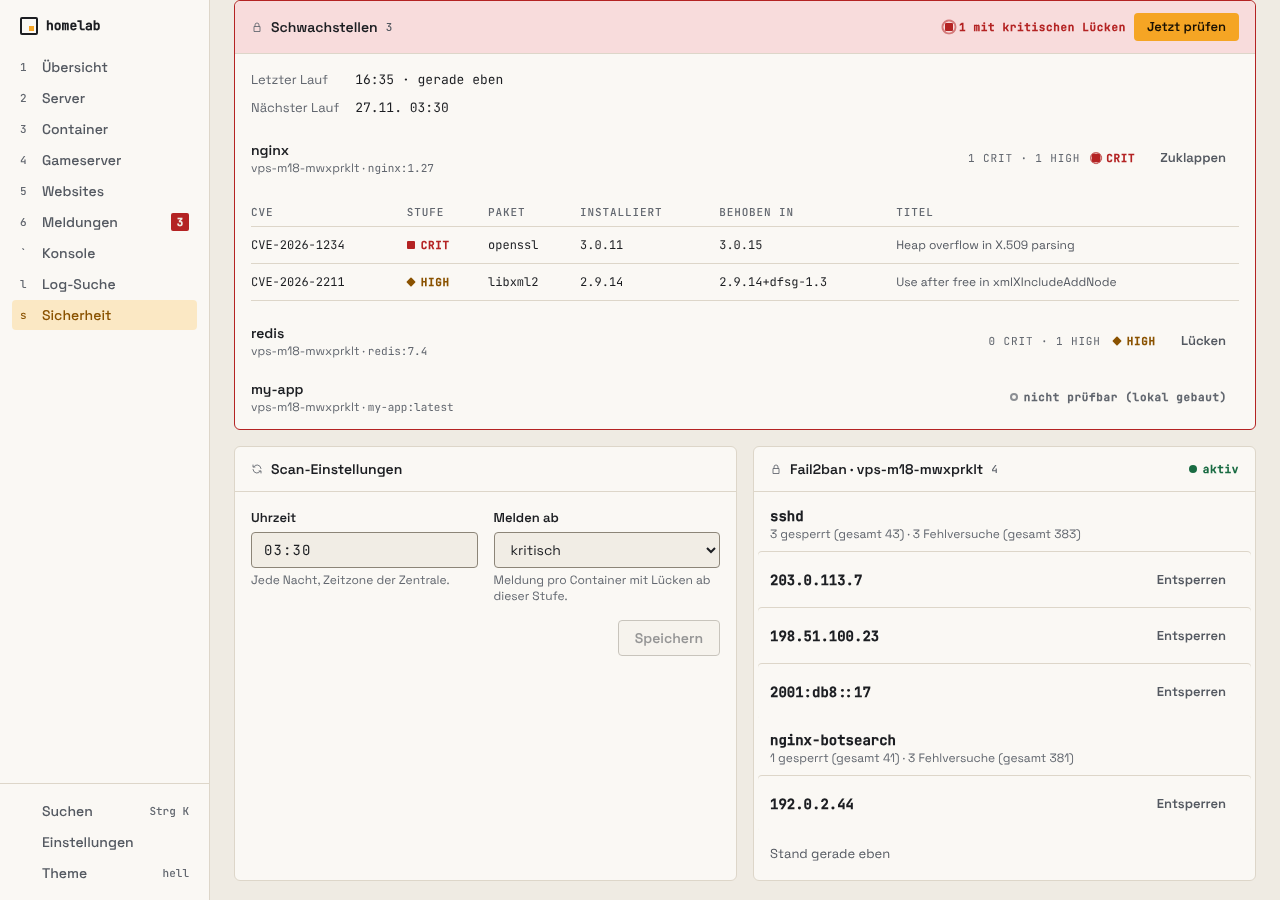 homelab
1 Übersicht
2 Server
3 Container
4 Gameserver
5 Websites
6 Meldungen 3
` Konsole
l Log-Suche
s Sicherheit
Suchen Strg K
Einstellungen
Theme hell
Schwachstellen 3 1 mit kritischen Lücken Jetzt prüfen
Letzter Lauf 16:35 · gerade eben
Nächster Lauf 27.11. 03:30
nginx
vps-m18-mwxprklt · nginx:1.27
1 CRIT · 1 HIGH CRIT Zuklappen
CVE STUFE PAKET INSTALLIERT BEHOBEN IN TITEL
CVE-2026-1234 CRIT openssl 3.0.11 3.0.15 Heap overflow in X.509 parsing
CVE-2026-2211 HIGH libxml2 2.9.14 2.9.14+dfsg-1.3 Use after free in xmlXIncludeAddNode
redis
vps-m18-mwxprklt · redis:7.4
0 CRIT · 1 HIGH HIGH Lücken
my-app
vps-m18-mwxprklt · my-app:latest
nicht prüfbar (lokal gebaut)
Scan-Einstellungen
Uhrzeit
03:30
Jede Nacht, Zeitzone der Zentrale.
Melden ab
kritisch
Meldung pro Container mit Lücken ab
dieser Stufe.
Speichern
Fail2ban · vps-m18-mwxprklt 4 aktiv
sshd
3 gesperrt (gesamt 43) · 3 Fehlversuche (gesamt 383)
203.0.113.7 Entsperren
198.51.100.23 Entsperren
2001:db8::17 Entsperren
nginx-botsearch
1 gesperrt (gesamt 41) · 3 Fehlversuche (gesamt 381)
192.0.2.44 Entsperren
Stand gerade eben